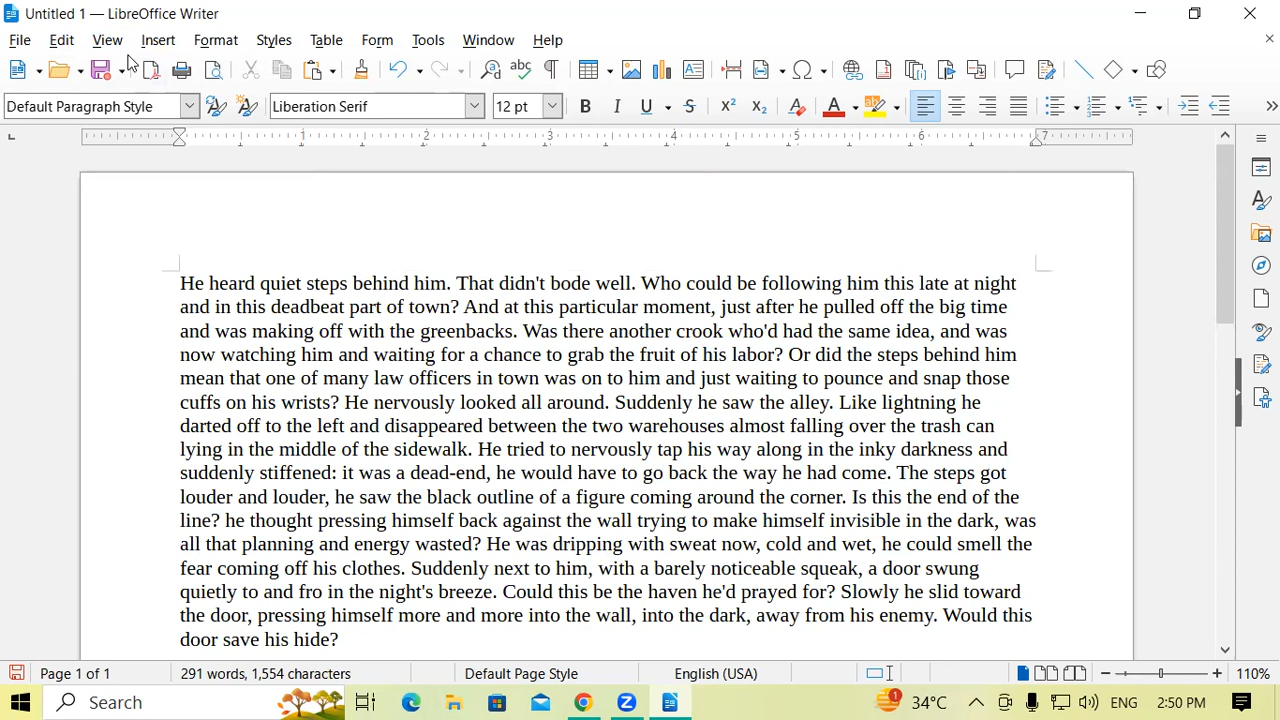 Untitled 1 — LibreOffice Writer
File Edit View Insert Format Styles Table Form Tools Window Help
Default Paragraph Style Liberation Serif 12 pt
1 2 3 4 5 6 7
He heard quiet steps behind him. That didn't bode well. Who could be following him this late at night
and in this deadbeat part of town? And at this particular moment, just after he pulled off the big time
and was making off with the greenbacks. Was there another crook who'd had the same idea, and was
now watching him and waiting for a chance to grab the fruit of his labor? Or did the steps behind him
mean that one of many law officers in town was on to him and just waiting to pounce and snap those
cuffs on his wrists? He nervously looked all around. Suddenly he saw the alley. Like lightning he
darted off to the left and disappeared between the two warehouses almost falling over the trash can
lying in the middle of the sidewalk. He tried to nervously tap his way along in the inky darkness and
suddenly stiffened: it was a dead-end, he would have to go back the way he had come. The steps got
louder and louder, he saw the black outline of a figure coming around the corner. Is this the end of the
line? he thought pressing himself back against the wall trying to make himself invisible in the dark, was
all that planning and energy wasted? He was dripping with sweat now, cold and wet, he could smell the
fear coming off his clothes. Suddenly next to him, with a barely noticeable squeak, a door swung
quietly to and fro in the night's breeze. Could this be the haven he'd prayed for? Slowly he slid toward
the door, pressing himself more and more into the wall, into the dark, away from his enemy. Would this
door save his hide?
Page 1 of 1 291 words, 1,554 characters Default Page Style English (USA) 110%
Search 1 34°C ENG 2:50 PM